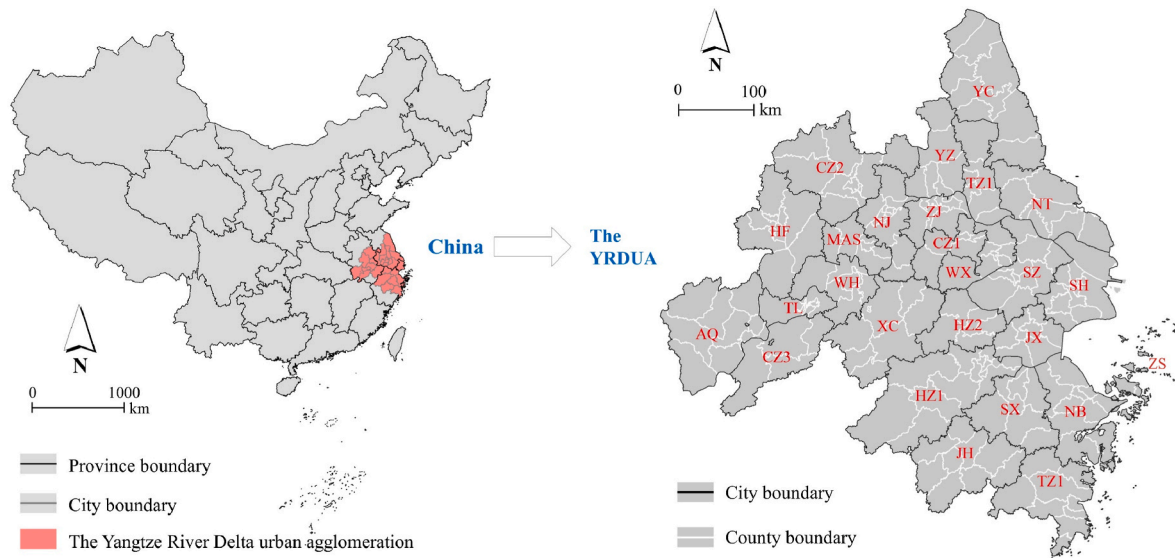 N
0 1000
km
Province boundary
City boundary
The Yangtze River Delta urban agglomeration
China
The
YRDUA
N
0 100
km
YC
CZ2
YZ
TZ1
NT
HF
NJ
ZJ
MAS
CZ1
WX
SZ
WH
SH
TL
XC
HZ2
JX
AQ
CZ3
ZS
HZ1
SX
NB
JH
TZ1
City boundary
County boundary